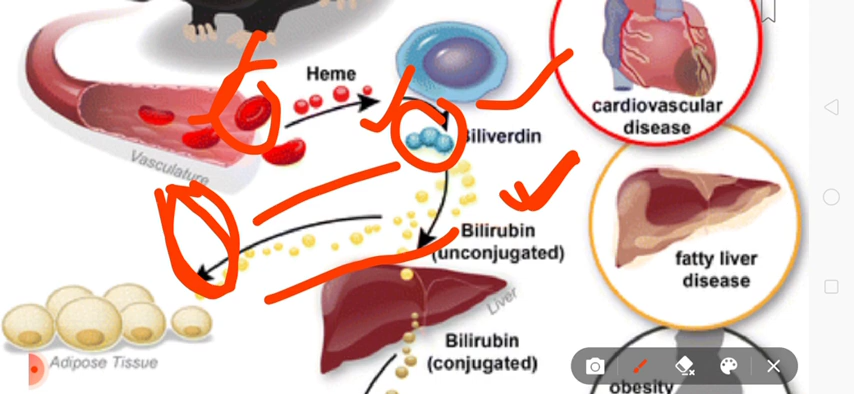 Heme
cardiovascular
disease
Biliverdin
Vasculature
Bilirubin
(unconjugated)
fatty liver
disease
Liver
Bilirubin
(conjugated)
Adipose Tissue
obesity